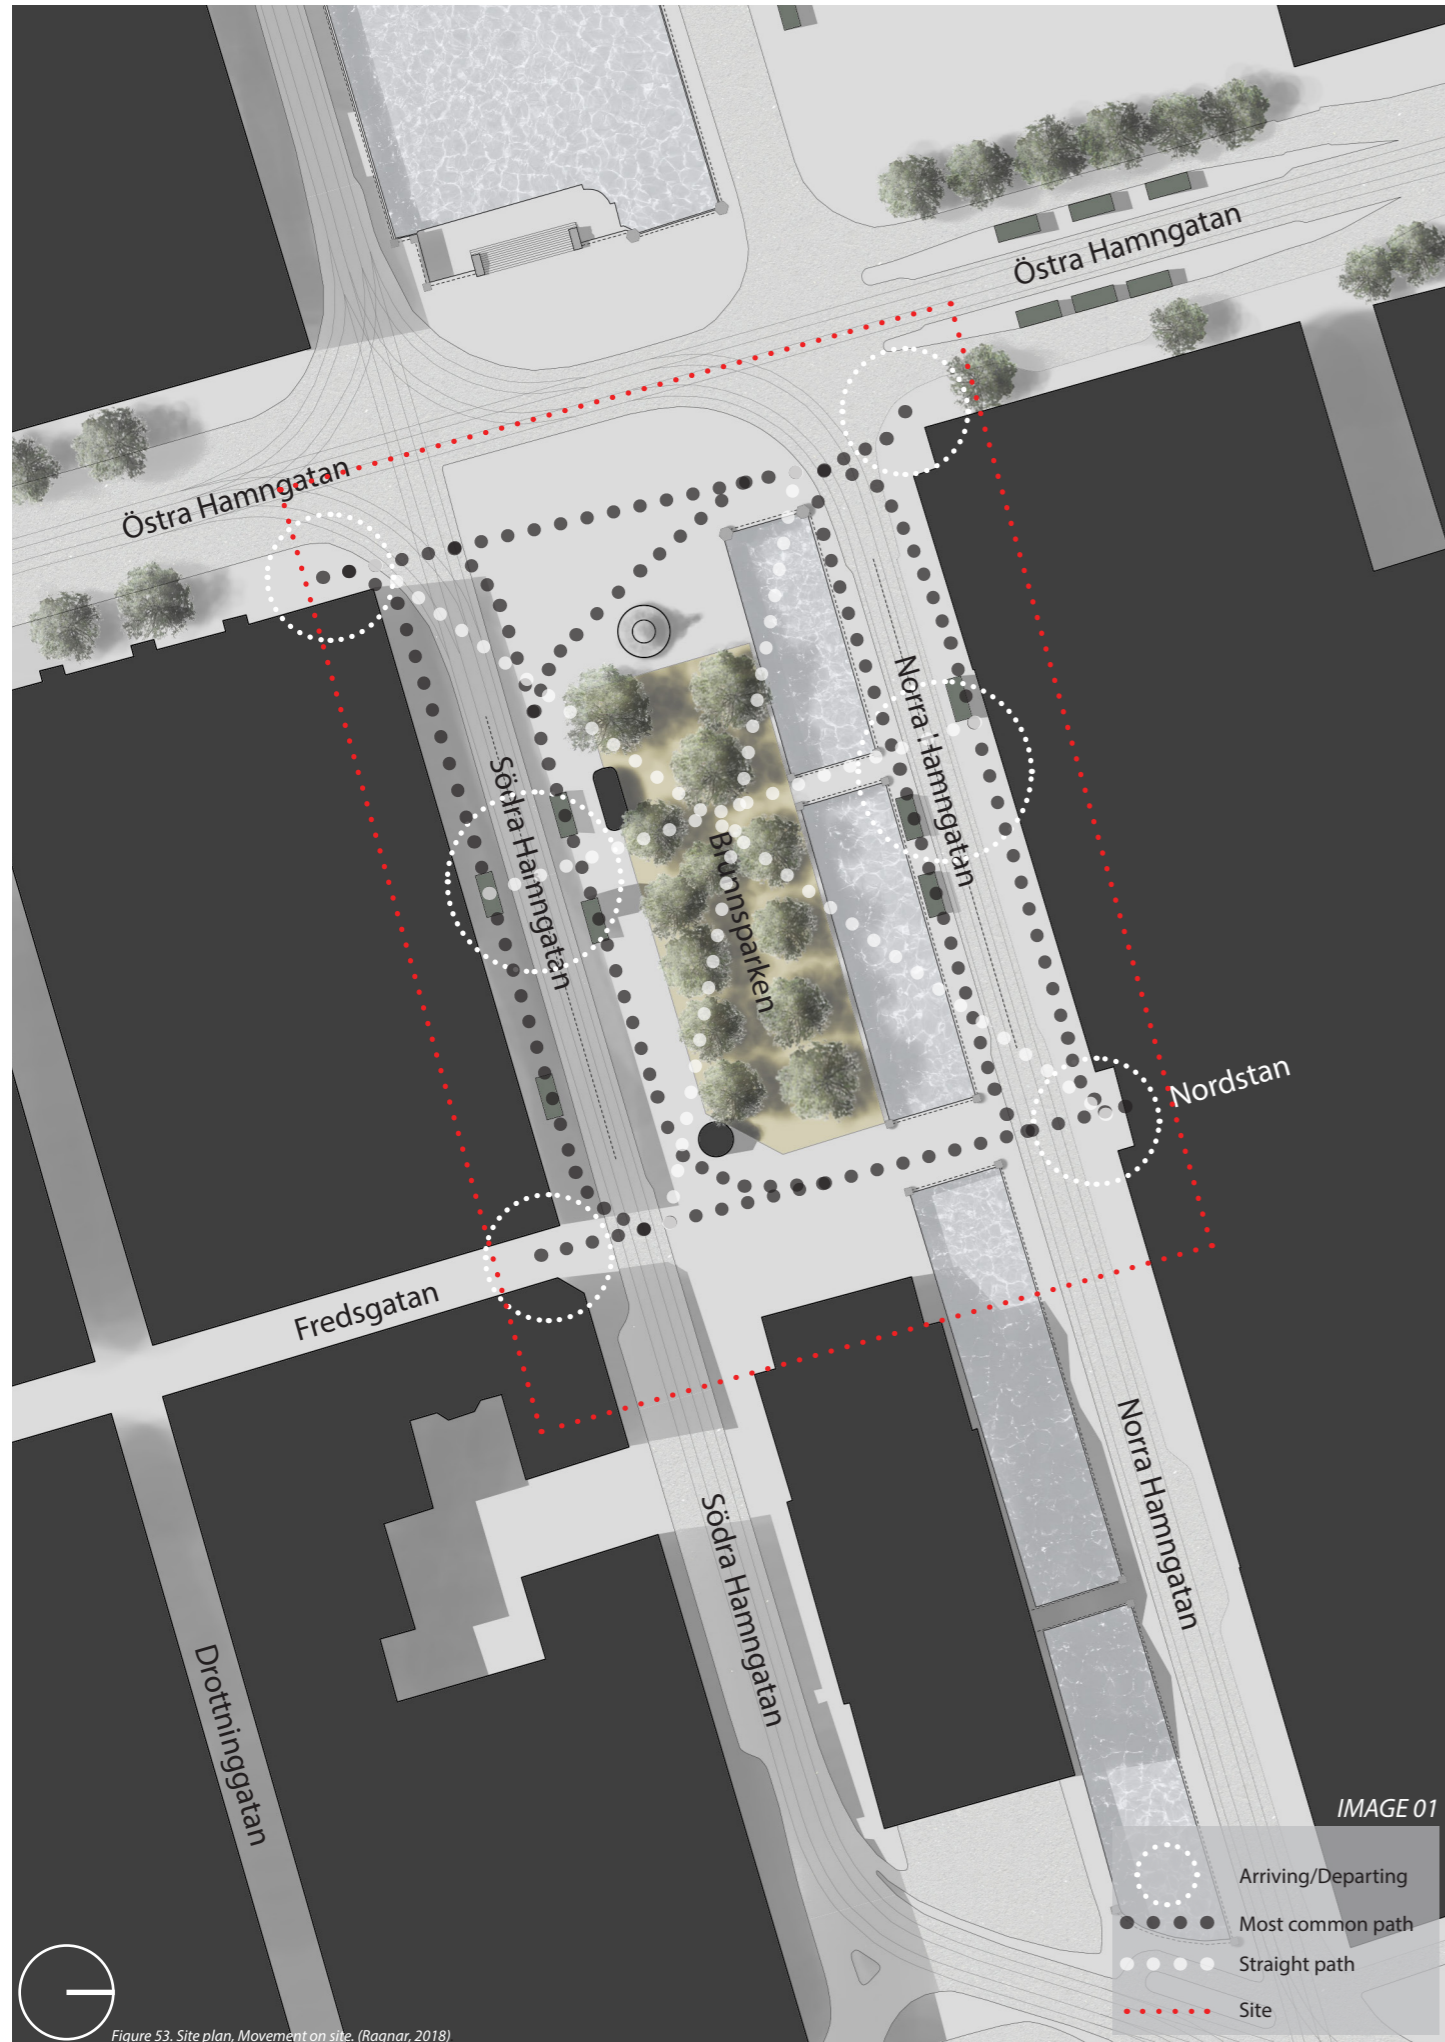 Östra Hamngatan
Östra Hamngatan
Norra Hamngatan
Södra Hamngatan
Brunnsparken
Nordstan
Fredsgatan
Norra Hamngatan
Södra Hamngatan
Drottninggatan
IMAGE 01
Arriving/Departing
Most common path
Straight path
Site
Figure 53. Site plan, Movement on site. (Ragnar, 2018)